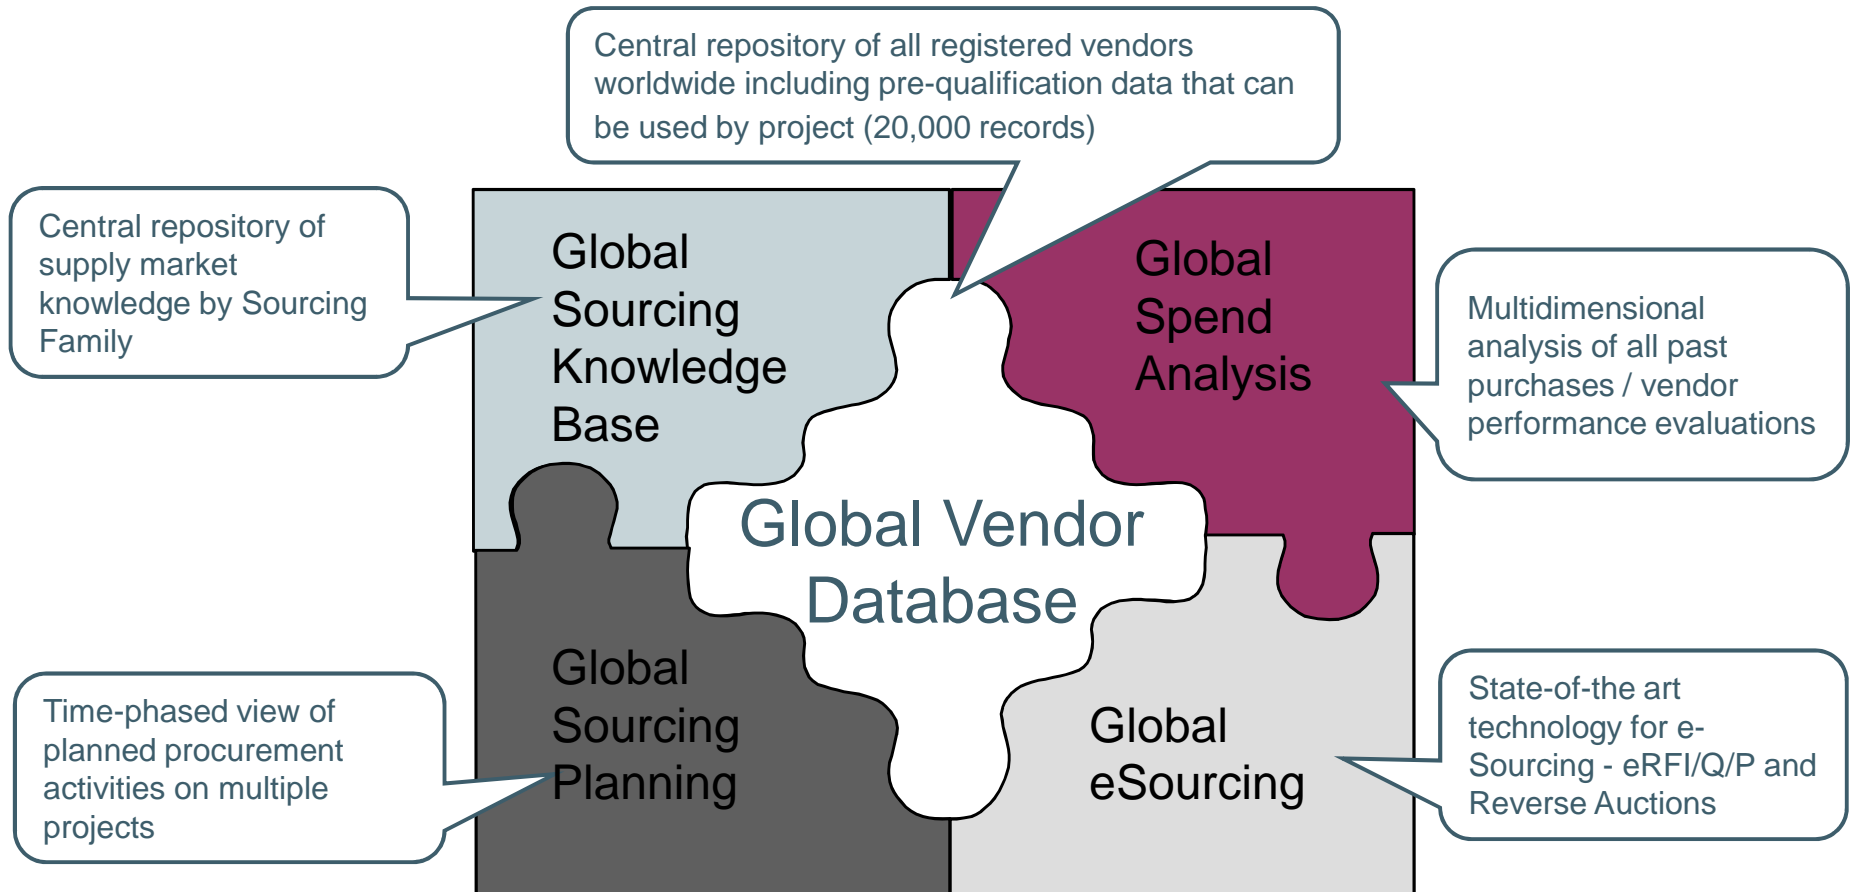 Central repository of all registered vendors
worldwide including pre-qualification data that can
be used by project (20,000 records)
Central repository of
supply market
knowledge by Sourcing
Family
Global
Sourcing
Knowledge
Base
Global
Spend
Analysis
Multidimensional
analysis of all past
purchases / vendor
performance evaluations
Global Vendor
Database
Time-phased view of
planned procurement
activities on multiple
projects
Global
Sourcing
Planning
Global
eSourcing
State-of-the art
technology for e-
Sourcing - eRFI/Q/P and
Reverse Auctions